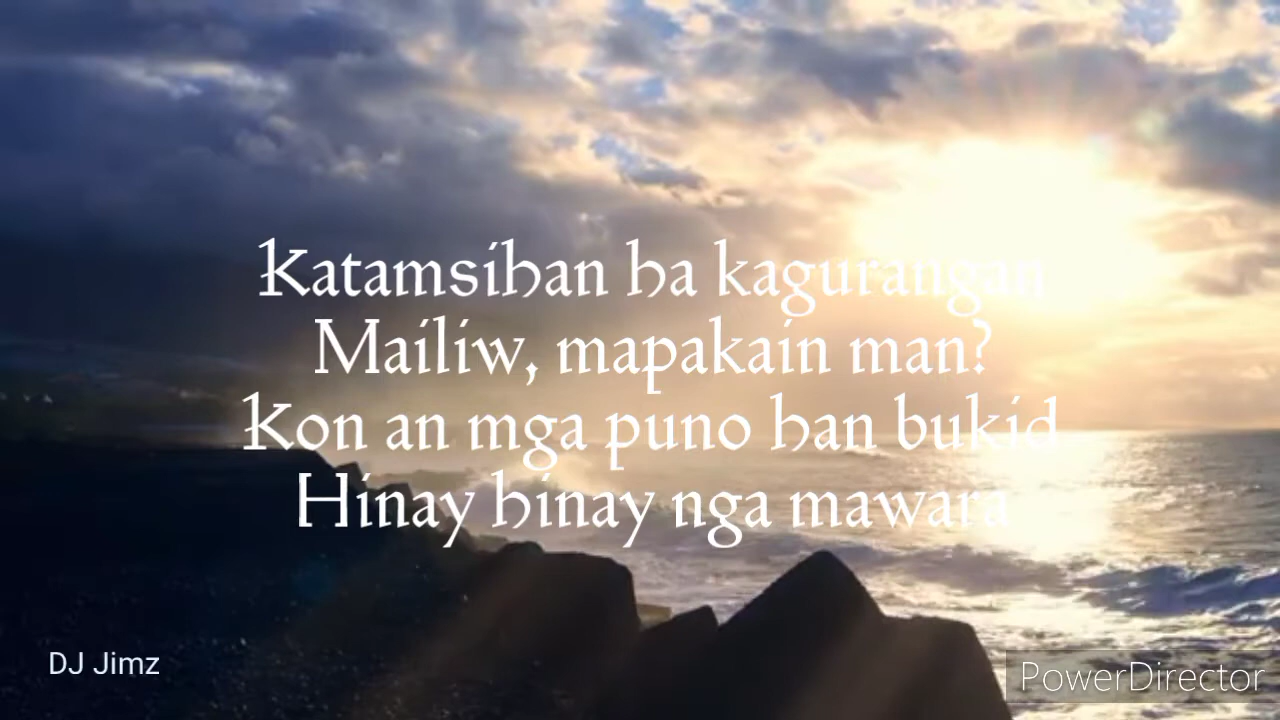 Katamsihan ha kagurangan
Mailiw, mapakain man?
Kon an mga puno han bukid
Hinay hinay nga mawara
DJ Jimz
PowerDirector